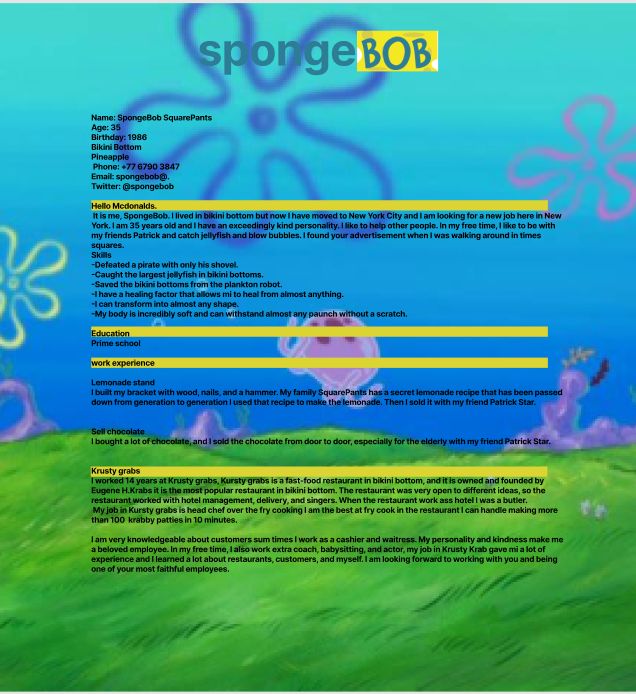 spongeBOB
Name: SpongeBob SquarePants
Age: 35
Birthday: 1986
Bikini Bottom
Pineapple
Phone: +77 6790 3847
Email: spongebob@.
Twitter: @spongebob
Hello Mcdonalds.
It is me, SpongeBob. I lived in bikini bottom but now I have moved to New York City and I am looking for a new job here in New
York. I am 35 years old and I have an exceedingly kind personality. I like to help other people. In my free time, I like to be with
my friends Patrick and catch jellyfish and blow bubbles. I found your advertisement when I was walking around in times
squares.
Skills
-Defeated a pirate with only his shovel.
-Caught the largest jellyfish in bikini bottoms.
-Saved the bikini bottoms from the plankton robot.
-I have a healing factor that allows mi to heal from almost anything.
-I can transform into almost any shape.
-My body is incredibly soft and can withstand almost any paunch without a scratch.
Education
Prime school
work experience
Lemonade stand
I built my bracket with wood, nails, and a hammer. My family SquarePants has a secret lemonade recipe that has been passed
down from generation to generation I used that recipe to make the lemonade. Then I sold it with my friend Patrick Star.
Sell chocolate
I bought a lot of chocolate, and I sold the chocolate from door to door, especially for the elderly with my friend Patrick Star.
Krusty grabs
I worked 14 years at Krusty grabs, Kursty grabs is a fast-food restaurant in bikini bottom, and it is owned and founded by
Eugene H.Krabs it is the most popular restaurant in bikini bottom. The restaurant was very open to different ideas, so the
restaurant worked with hotel management, delivery, and singers. When the restaurant work ass hotel I was a butler.
My job in Kursty grabs is head chef over the fry cooking I am the best at fry cook in the restaurant I can handle making more
than 100 krabby patties in 10 minutes.
I am very knowledgeable about customers sum times I work as a cashier and waitress. My personality and kindness make me
a beloved employee. In my free time, I also work extra coach, babysitting, and actor, my job in Krusty Krab gave mi a lot of
experience and I learned a lot about restaurants, customers, and myself. I am looking forward to working with you and being
one of your most faithful employees.